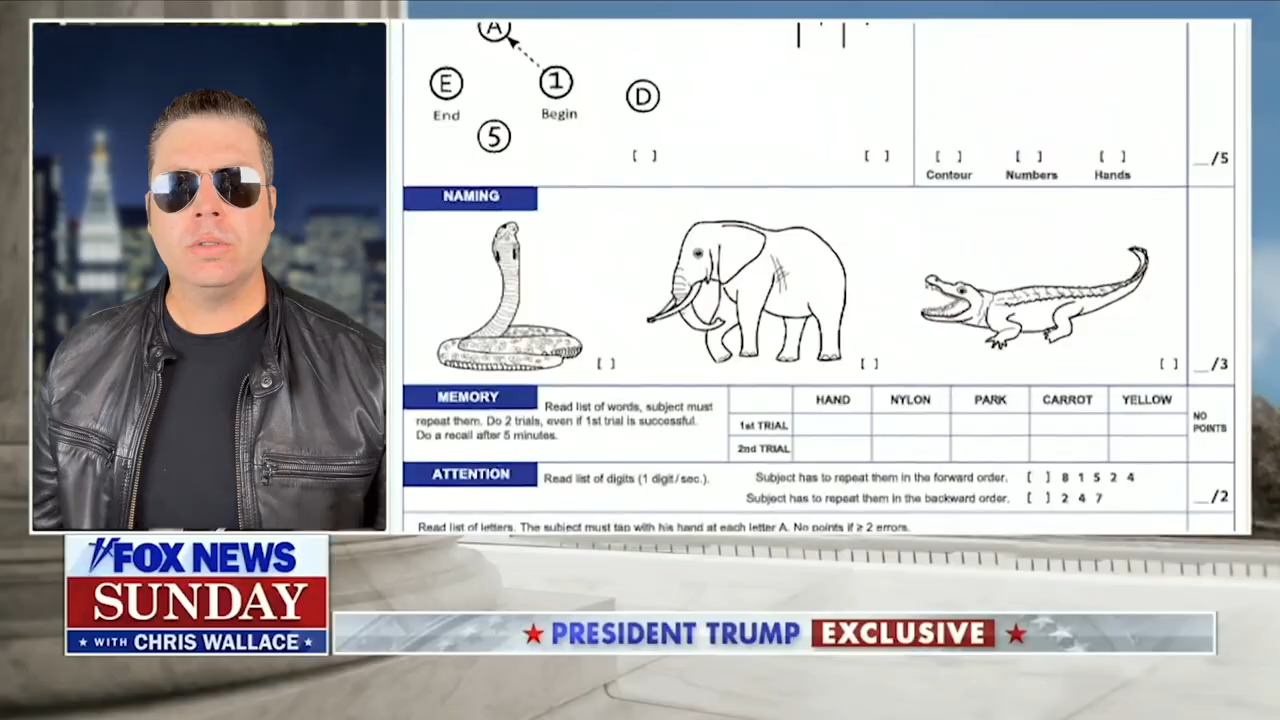 A
E
1
D
End
Begin
5
[ ]
[ ]
[ ]
[ ]
[ ]
Contour
Numbers
Hands
__/5
NAMING
[ ]
[ ]
[ ]
__/3
MEMORY
Read list of words, subject must
repeat them. Do 2 trials, even if 1st trial is successful.
Do a recall after 5 minutes.
HAND NYLON PARK CARROT YELLOW
1st TRIAL
2nd TRIAL
NO
POINTS
ATTENTION
Read list of digits (1 digit/sec.).
Subject has to repeat them in the forward order. [ ] 8 1 5 2 4
Subject has to repeat them in the backward order. [ ] 2 4 7
__/2
Read list of letters. The subject must tap with his hand at each letter A. No points if ≥ 2 errors.
FOX NEWS
SUNDAY
WITH CHRIS WALLACE
PRESIDENT TRUMP EXCLUSIVE